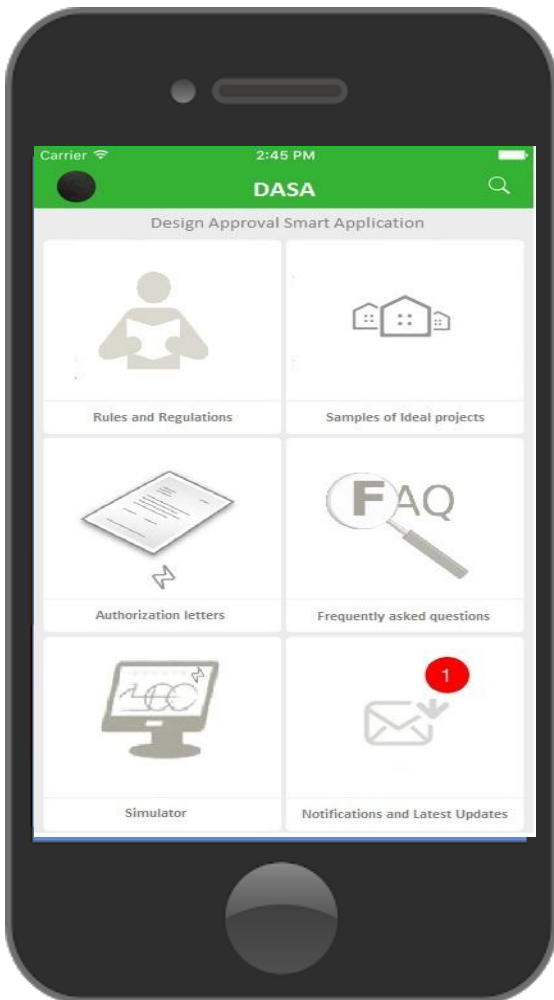 Carrier
2:45 PM
DASA
Design Approval Smart Application
Rules and Regulations
Samples of Ideal projects
FAQ
Authorization letters
Frequently asked questions
1
Simulator
Notifications and Latest Updates